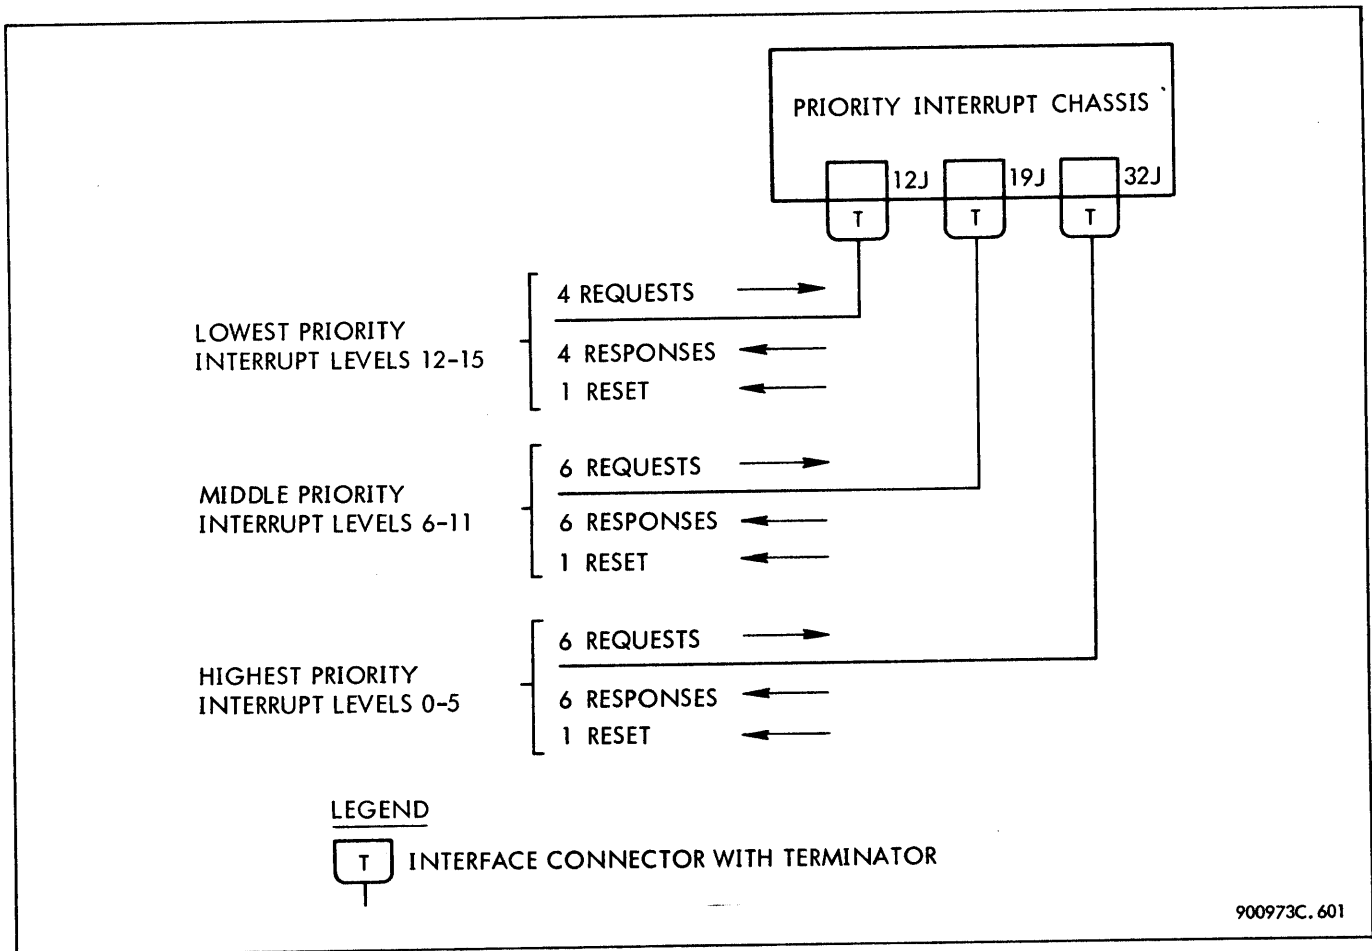 PRIORITY INTERRUPT CHASSIS
12J
19J
32J
T
T
T
4 REQUESTS
LOWEST PRIORITY
INTERRUPT LEVELS 12-15
4 RESPONSES
1 RESET
6 REQUESTS
MIDDLE PRIORITY
INTERRUPT LEVELS 6-11
6 RESPONSES
1 RESET
6 REQUESTS
HIGHEST PRIORITY
INTERRUPT LEVELS 0-5
6 RESPONSES
1 RESET
LEGEND
T
INTERFACE CONNECTOR WITH TERMINATOR
900973C.601